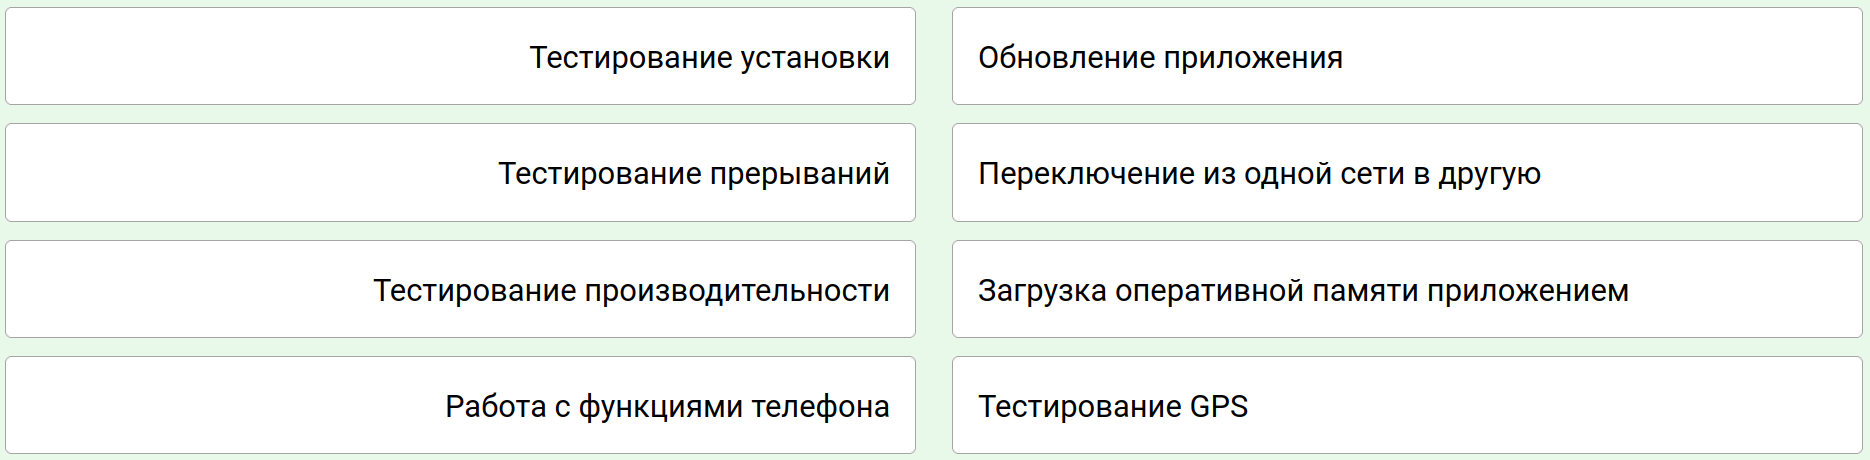 Тестирование установки
Обновление приложения
Тестирование прерываний
Переключение из одной сети в другую
Тестирование производительности
Загрузка оперативной памяти приложением
Работа с функциями телефона
Тестирование GPS